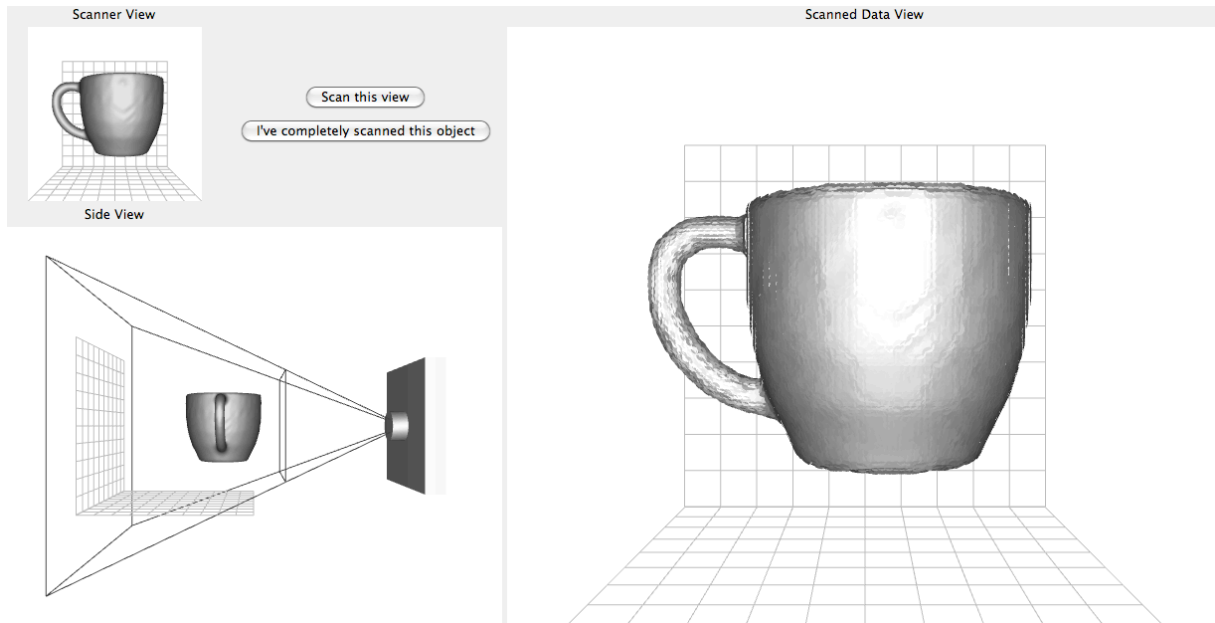 Scanner View
Scanned Data View
Scan this view
I've completely scanned this object
Side View